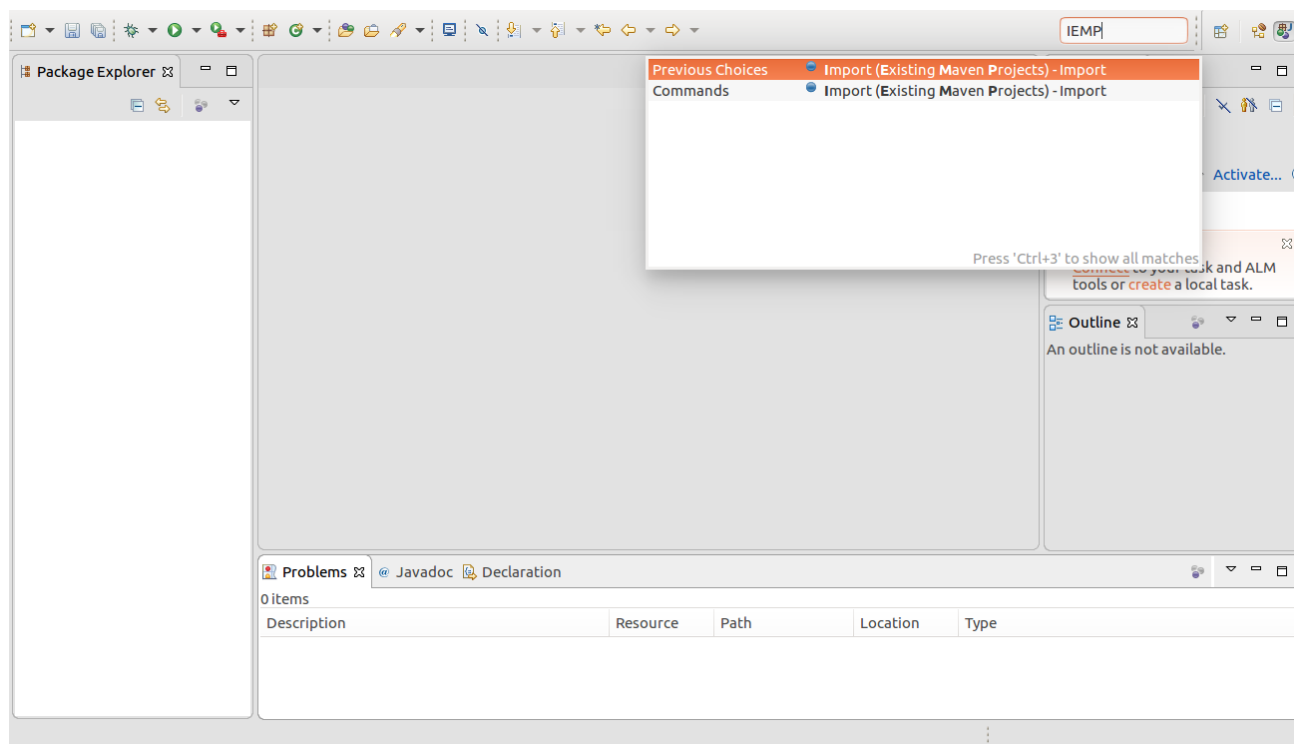 IEMP
Package Explorer
Previous Choices Import (Existing Maven Projects) - Import
Commands Import (Existing Maven Projects) - Import
Activate...
Press 'Ctrl+3' to show all matches
Connect to your task and ALM
tools or create a local task.
Outline
An outline is not available.
Problems @ Javadoc Declaration
0 items
Description Resource Path Location Type